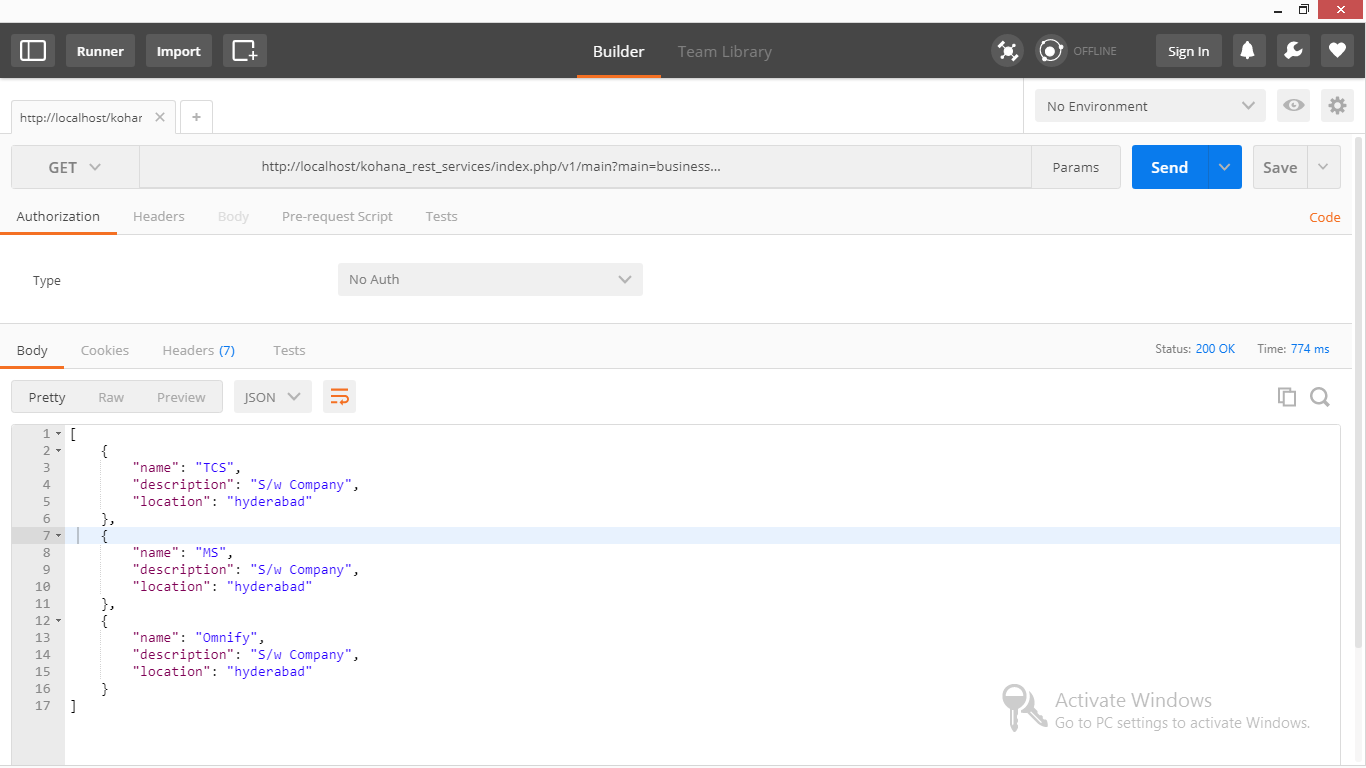 Runner Import Builder Team Library OFFLINE Sign In
http://localhost/kohar No Environment
GET http://localhost/kohana_rest_services/index.php/v1/main?main=business... Params Send Save
Authorization Headers Body Pre-request Script Tests Code
Type No Auth
Body Cookies Headers (7) Tests Status: 200 OK Time: 774 ms
Pretty Raw Preview JSON
1 [
2 {
3 "name": "TCS",
4 "description": "S/w Company",
5 "location": "hyderabad"
6 },
7 {
8 "name": "MS",
9 "description": "S/w Company",
10 "location": "hyderabad"
11 },
12 {
13 "name": "Omnify",
14 "description": "S/w Company",
15 "location": "hyderabad"
16 }
17 ]
Activate Windows
Go to PC settings to activate Windows.